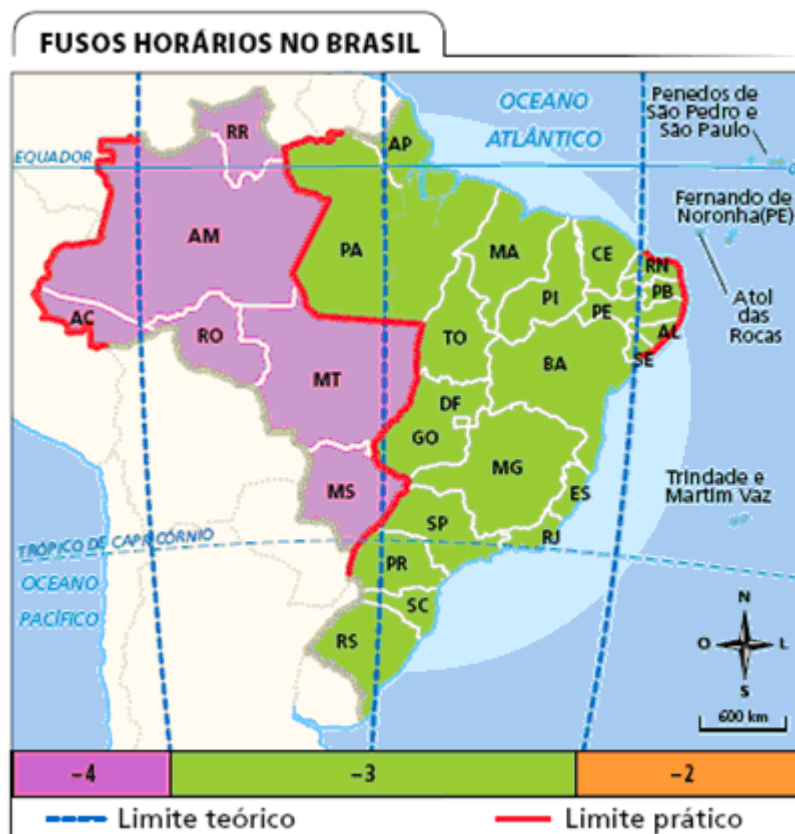 FUSOS HORÁRIOS NO BRASIL
OCEANO
ATLÂNTICO
Penedos de
São Pedro e
São Paulo
EQUADOR
0
Fernando de
Noronha(PE)
Atol
das
Rocas
RR
AP
AM
PA
MA
CE
RN
PB
PI
PE
AL
SE
AC
RO
TO
BA
MT
DF
GO
MG
ES
MS
SP
RJ
Trindade e
Martim Vaz
TRÓPICO DE CAPRICÓRNIO
PR
SC
RS
OCEANO
PACÍFICO
N
O
L
S
600 km
–4
–3
–2
Limite teórico
Limite prático